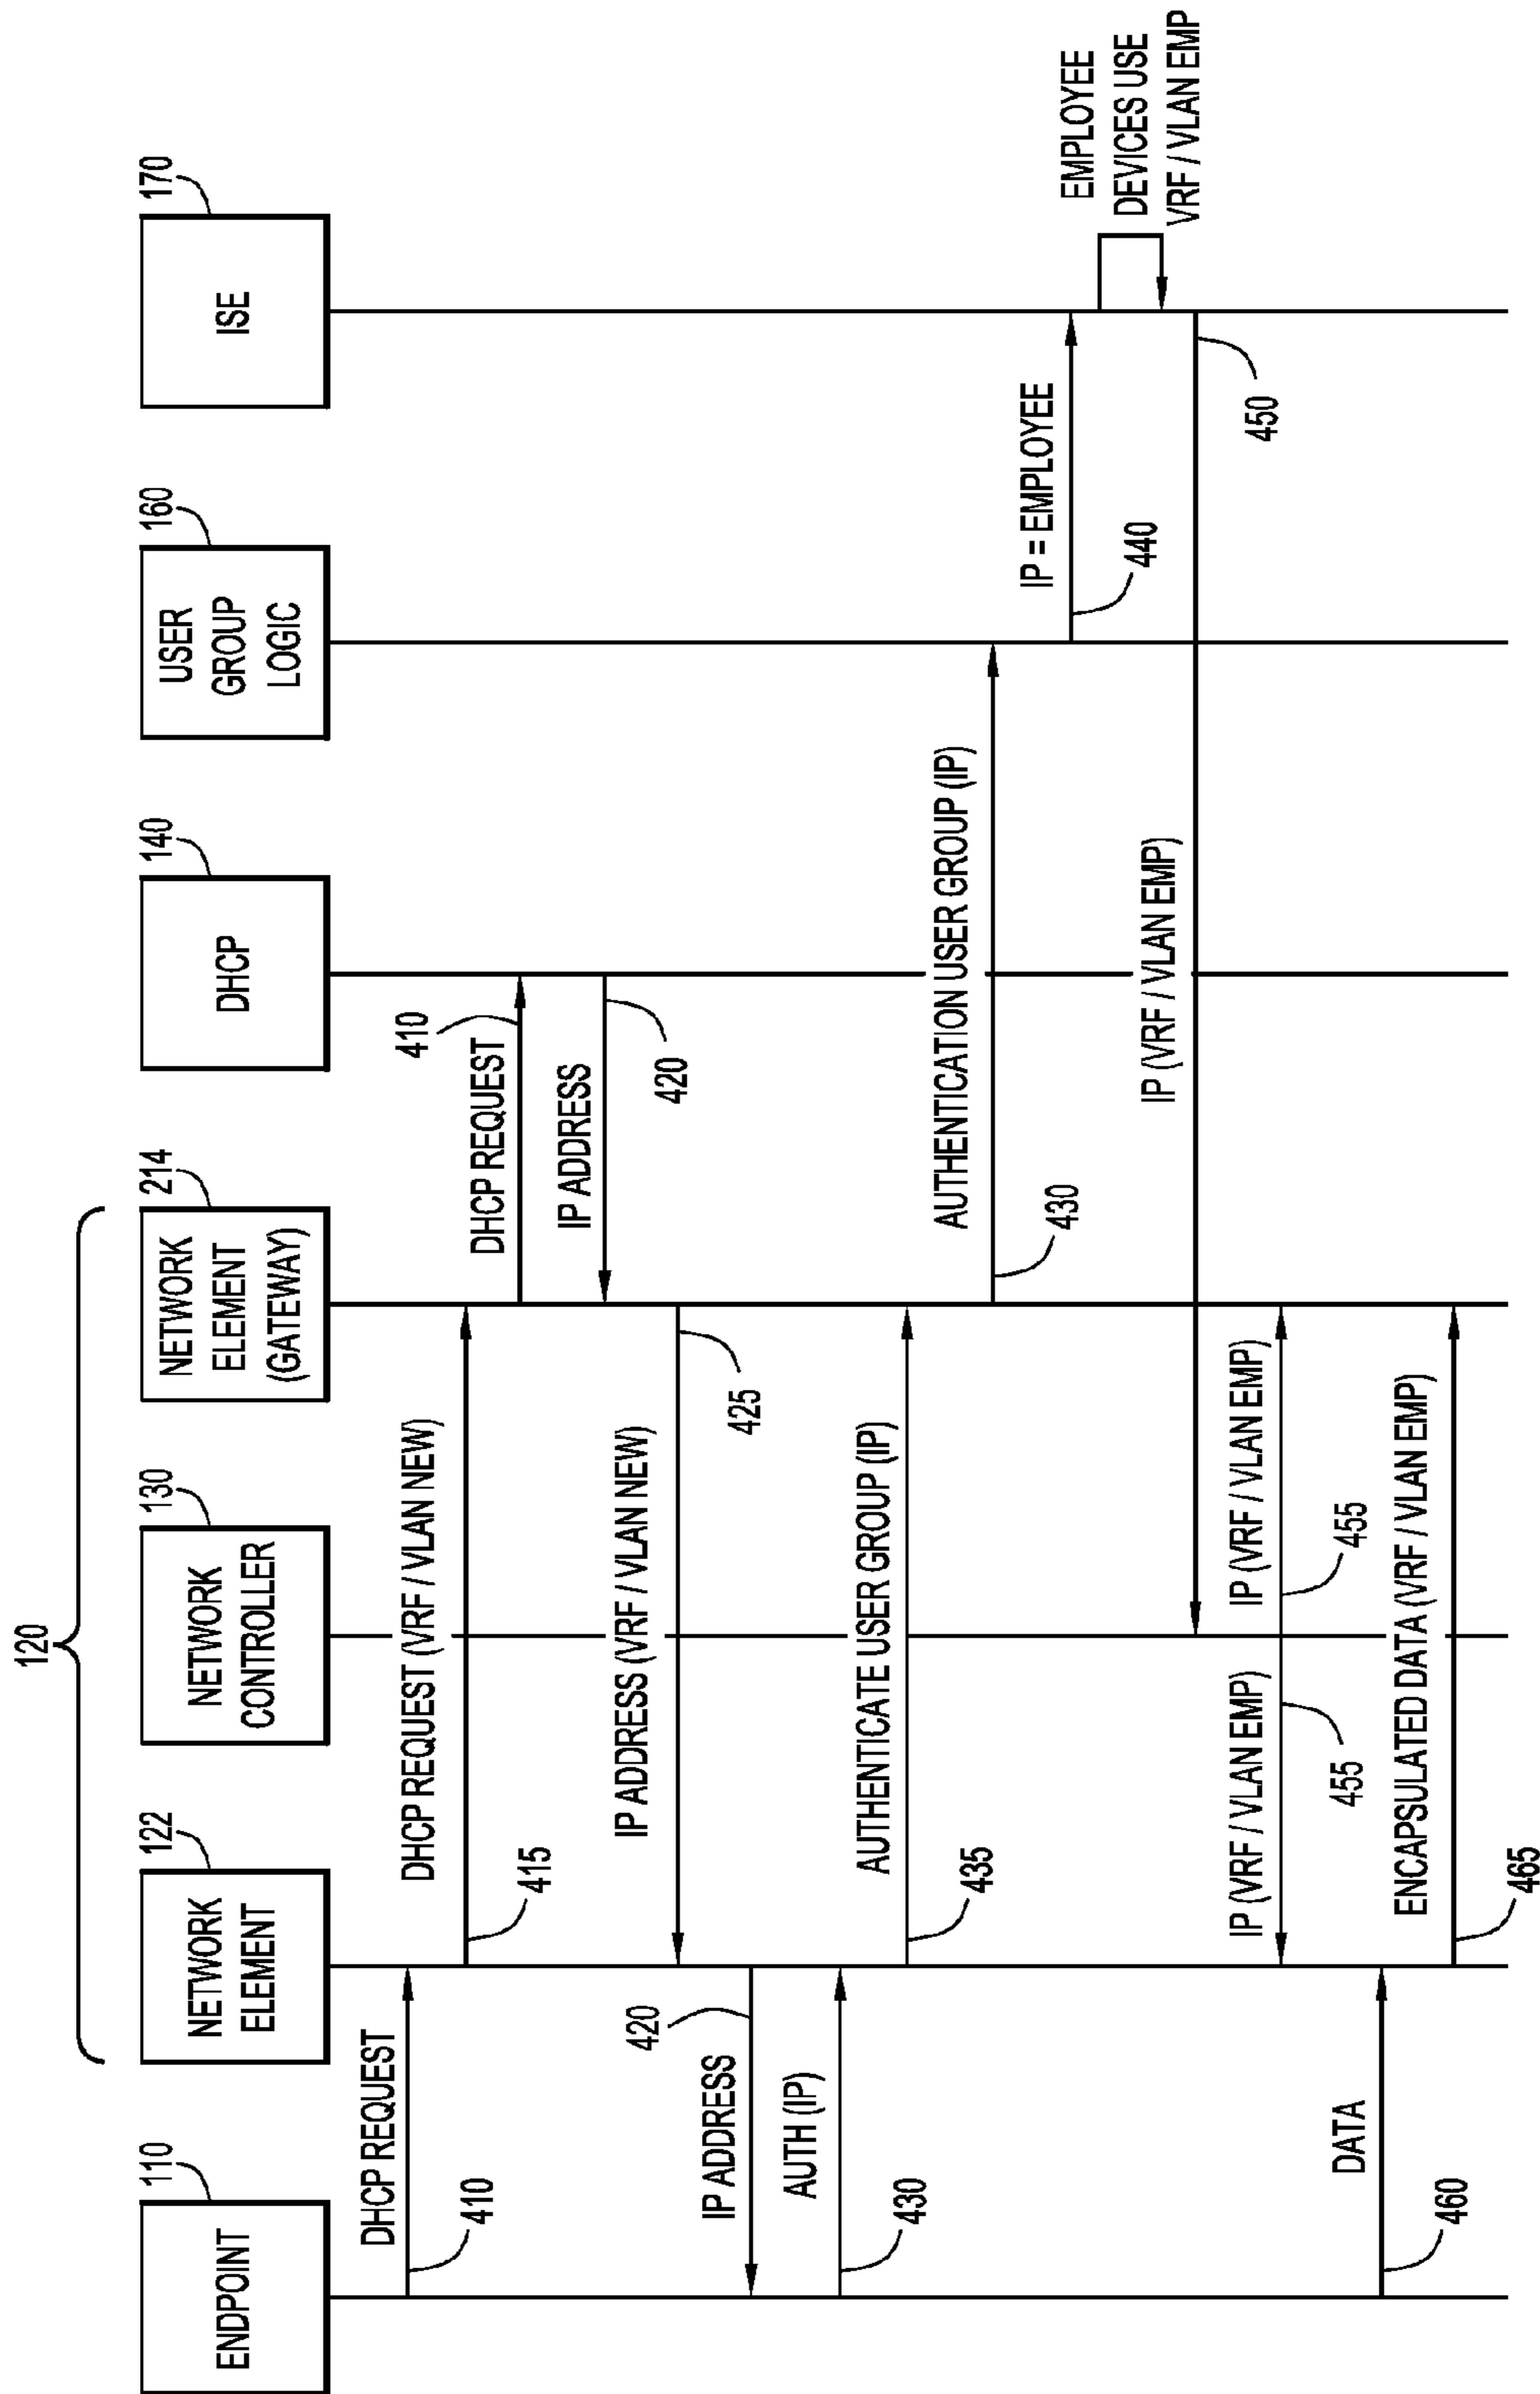 120
110
ENDPOINT
122
NETWORK
ELEMENT
130
NETWORK
CONTROLLER
214
NETWORK
ELEMENT
(GATEWAY)
140
DHCP
160
USER
GROUP
LOGIC
170
ISE
DHCP REQUEST
410
DHCP REQUEST (VRF / VLAN NEW)
415
DHCP REQUEST
410
IP ADDRESS
420
IP ADDRESS (VRF / VLAN NEW)
425
IP ADDRESS
420
AUTH (IP)
430
AUTHENTICATE USER GROUP (IP)
435
AUTHENTICATION USER GROUP (IP)
430
IP = EMPLOYEE
440
EMPLOYEE
DEVICES USE
VRF / VLAN EMP
IP (VRF / VLAN EMP)
450
IP (VRF / VLAN EMP)
455
IP (VRF / VLAN EMP)
455
DATA
460
ENCAPSULATED DATA (VRF / VLAN EMP)
465